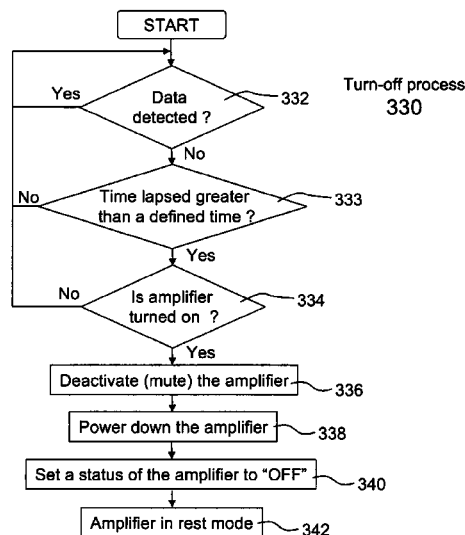 START
Turn-off process
330
Yes
Data
detected ?
332
No
No
Time lapsed greater
than a defined time ?
333
Yes
No
Is amplifier
turned on ?
334
Yes
Deactivate (mute) the amplifier
336
Power down the amplifier
338
Set a status of the amplifier to "OFF"
340
Amplifier in rest mode
342